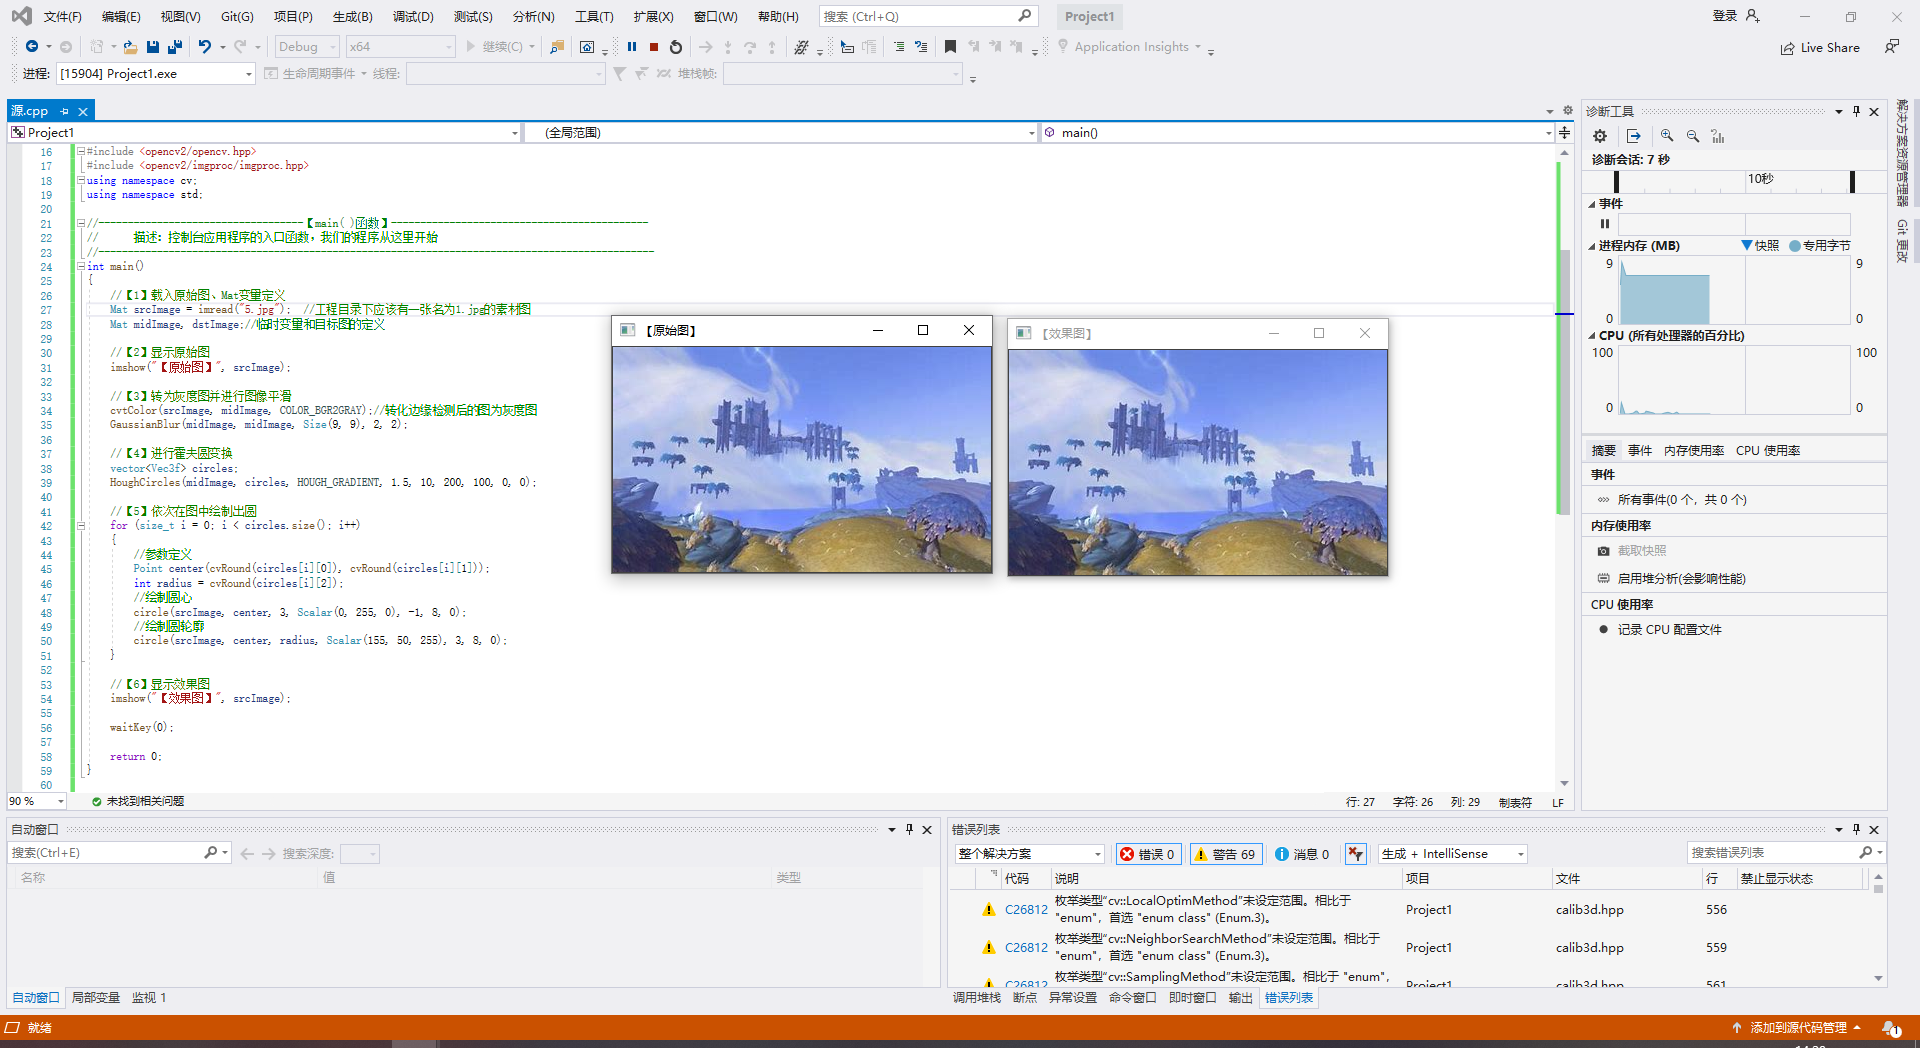 文件(F) 编辑(E) 视图(V) Git(G) 项目(P) 生成(B) 调试(D) 测试(S) 分析(N) 工具(T) 扩展(X) 窗口(W) 帮助(H) 搜索 (Ctrl+Q) Project1 登录
Debug x64 继续(C) Application Insights Live Share
进程: [15904] Project1.exe 生命周期事件 线程: 堆栈帧:
源.cpp
Project1 (全局范围) main()
16 #include <opencv2/opencv.hpp>
17 #include <opencv2/imgproc/imgproc.hpp>
18 using namespace cv;
19 using namespace std;
20
21 //-----------------------------------【main( )函数】--------------------------------------------
22 // 描述：控制台应用程序的入口函数，我们的程序从这里开始
23 //-----------------------------------------------------------------------------------------------
24 int main()
25 {
26 //【1】载入原始图、Mat变量定义
27 Mat srcImage = imread("5.jpg"); //工程目录下应该有一张名为1.jpg的素材图
28 Mat midImage, dstImage;//临时变量和目标图的定义
29
30 //【2】显示原始图
31 imshow("【原始图】", srcImage);
32
33 //【3】转为灰度图并进行图像平滑
34 cvtColor(srcImage, midImage, COLOR_BGR2GRAY);//转化边缘检测后的图为灰度图
35 GaussianBlur(midImage, midImage, Size(9, 9), 2, 2);
36
37 //【4】进行霍夫圆变换
38 vector<Vec3f> circles;
39 HoughCircles(midImage, circles, HOUGH_GRADIENT, 1.5, 10, 200, 100, 0, 0);
40
41 //【5】依次在图中绘制出圆
42 for (size_t i = 0; i < circles.size(); i++)
43 {
44 //参数定义
45 Point center(cvRound(circles[i][0]), cvRound(circles[i][1]));
46 int radius = cvRound(circles[i][2]);
47 //绘制圆心
48 circle(srcImage, center, 3, Scalar(0, 255, 0), -1, 8, 0);
49 //绘制圆轮廓
50 circle(srcImage, center, radius, Scalar(155, 50, 255), 3, 8, 0);
51 }
52
53 //【6】显示效果图
54 imshow("【效果图】", srcImage);
55
56 waitKey(0);
57
58 return 0;
59 }
60
【原始图】
【效果图】
90 % 未找到相关问题 行: 27 字符: 26 列: 29 制表符 LF
诊断工具
诊断会话: 7 秒
10秒
事件
进程内存 (MB) 快照 专用字节
9 9
0 0
CPU (所有处理器的百分比)
100 100
0 0
摘要 事件 内存使用率 CPU 使用率
事件
所有事件(0 个，共 0 个)
内存使用率
截取快照
启用堆分析(会影响性能)
CPU 使用率
记录 CPU 配置文件
解决方案资源管理器
Git 更改
自动窗口
搜索(Ctrl+E) 搜索深度:
名称 值 类型
自动窗口 局部变量 监视 1
错误列表
整个解决方案 错误 0 警告 69 消息 0 生成 + IntelliSense 搜索错误列表
代码 说明 项目 文件 行 禁止显示状态
C26812 枚举类型"cv::LocalOptimMethod"未设定范围。相比于 "enum"，首选 "enum class" (Enum.3)。 Project1 calib3d.hpp 556
C26812 枚举类型"cv::NeighborSearchMethod"未设定范围。相比于 "enum"，首选 "enum class" (Enum.3)。 Project1 calib3d.hpp 559
C26812 枚举类型"cv::SamplingMethod"未设定范围。相比于 "enum"， Project1 calib3d.hpp 561
调用堆栈 断点 异常设置 命令窗口 即时窗口 输出 错误列表
就绪 添加到源代码管理 1